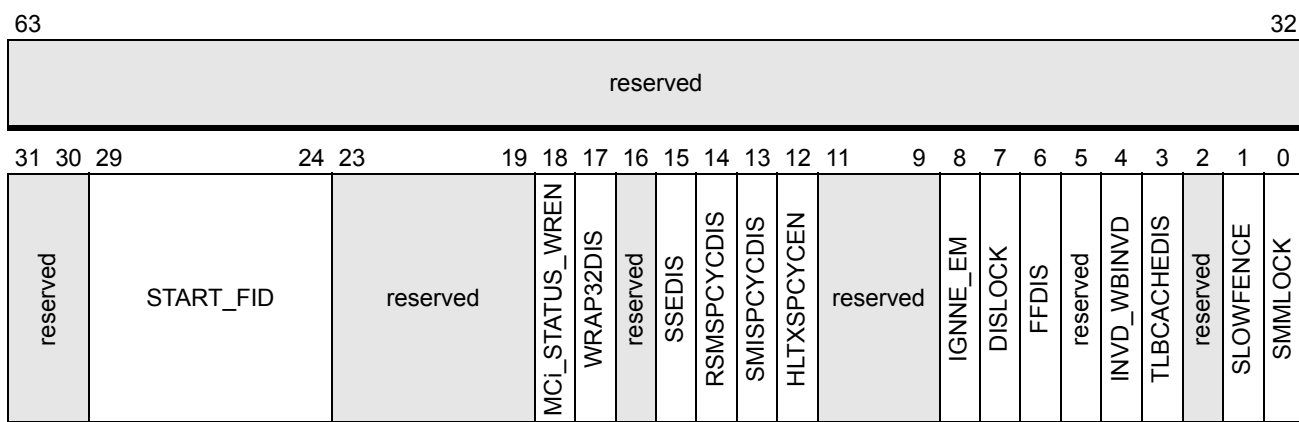 63 32
reserved
31 30 29 24 23 19 18 17 16 15 14 13 12 11 9 8 7 6 5 4 3 2 1 0
reserved
START_FID
reserved
MCi_STATUS_WREN
WRAP32DIS
reserved
SSEDIS
RSMSPCYCDIS
SMISPCYCDIS
HLTXSPCYCEN
reserved
IGNNE_EM
DISLOCK
FFDIS
reserved
INVD_WBINVD
TLBCACHEDIS
reserved
SLOWFENCE
SMMLOCK